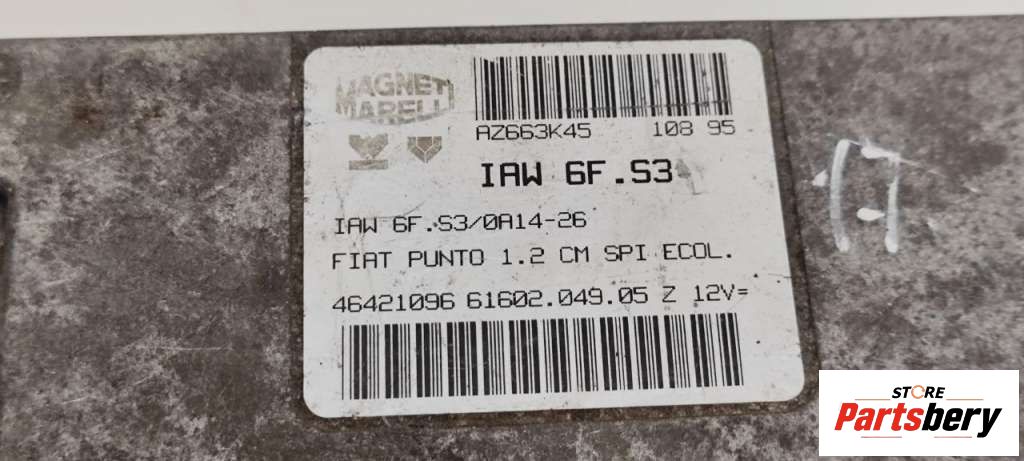 MAGNETI
MARELLI
AZ663K45 108 95
IAW 6F.S3
IAW 6F.S3/0A14-26
FIAT PUNTO 1.2 CM SPI ECOL.
46421096 61602.049.05 Z 12V=
STORE
Partsbery